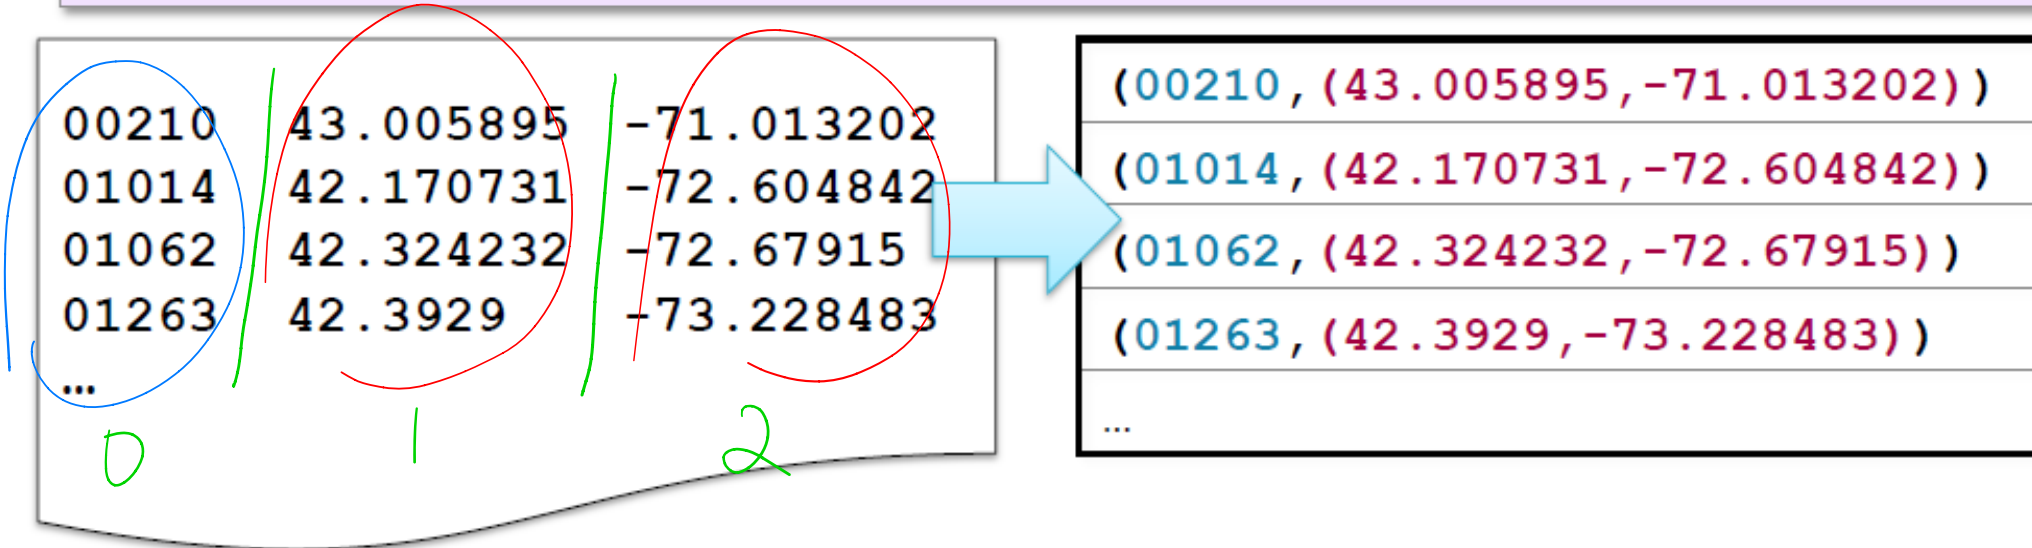 00210 43.005895 -71.013202
01014 42.170731 -72.604842
01062 42.324232 -72.67915
01263 42.3929 -73.228483
…
0 1 2
(00210,(43.005895,-71.013202))
(01014,(42.170731,-72.604842))
(01062,(42.324232,-72.67915))
(01263,(42.3929,-73.228483))
…